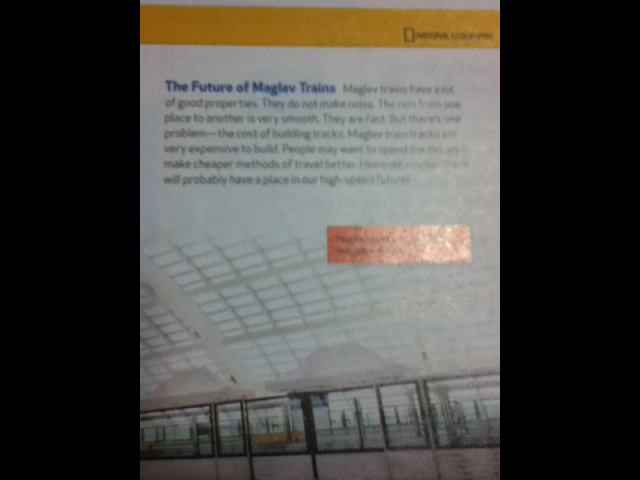 NATIONAL GEOGRAPHIC
The Future of Maglev Trains Maglev trains have a lot
of good properties. They do not make noise. The ride from one
place to another is very smooth. They are fast. But there's one
problem—the cost of building tracks. Maglev train tracks are
very expensive to build. People may want to spend the money to
make cheaper methods of travel better. However, maglev trains
will probably have a place in our high-speed future!